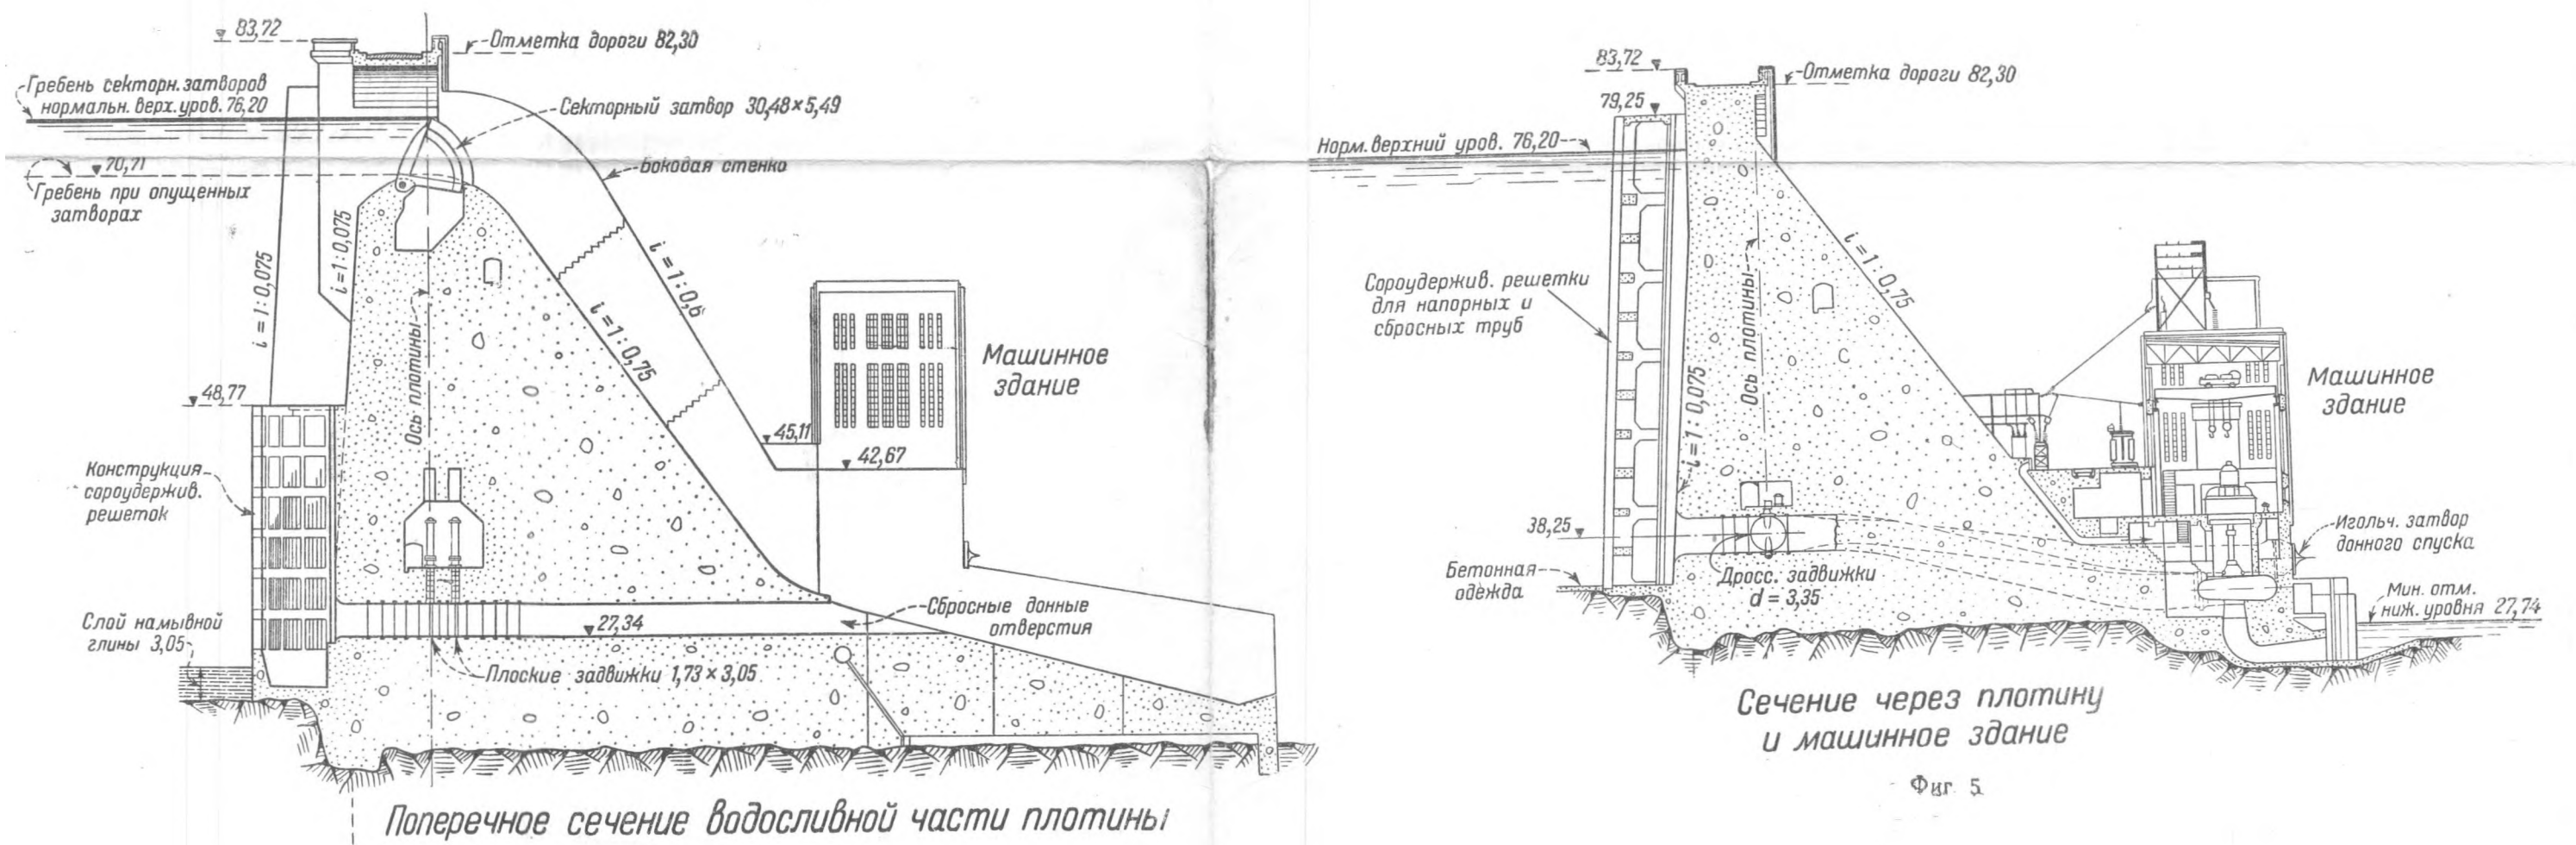 83,72
Отметка дороги 82,30
Гребень секторн. затворов
нормальн. верх. уров. 76,20
Секторный затвор 30,48×5,49
70,71
Боковая стенка
Гребень при опущенных
затворах
i = 1:0,075
i = 1:0,075
Ось плотины
i = 1:0,6
i = 1:0,75
48,77
45,11
42,67
Машинное
здание
Конструкция
сороудержив.
решеток
Слой намывной
глины 3,05
27,34
Сбросные донные
отверстия
Плоские задвижки 1,73×3,05
Поперечное сечение водосливной части плотины
83,72
Отметка дороги 82,30
79,25
Норм. верхний уров. 76,20
Сороудержив. решетки
для напорных и
сбросных труб
i = 1:0,075
Ось плотины
i = 1:0,75
Машинное
здание
38,25
Бетонная
одежда
Дросс. задвижки
d = 3,35
Игольч. затвор
донного спуска
Мин. отм.
ниж. уровня 27,74
Сечение через плотину
и машинное здание
Фиг 5